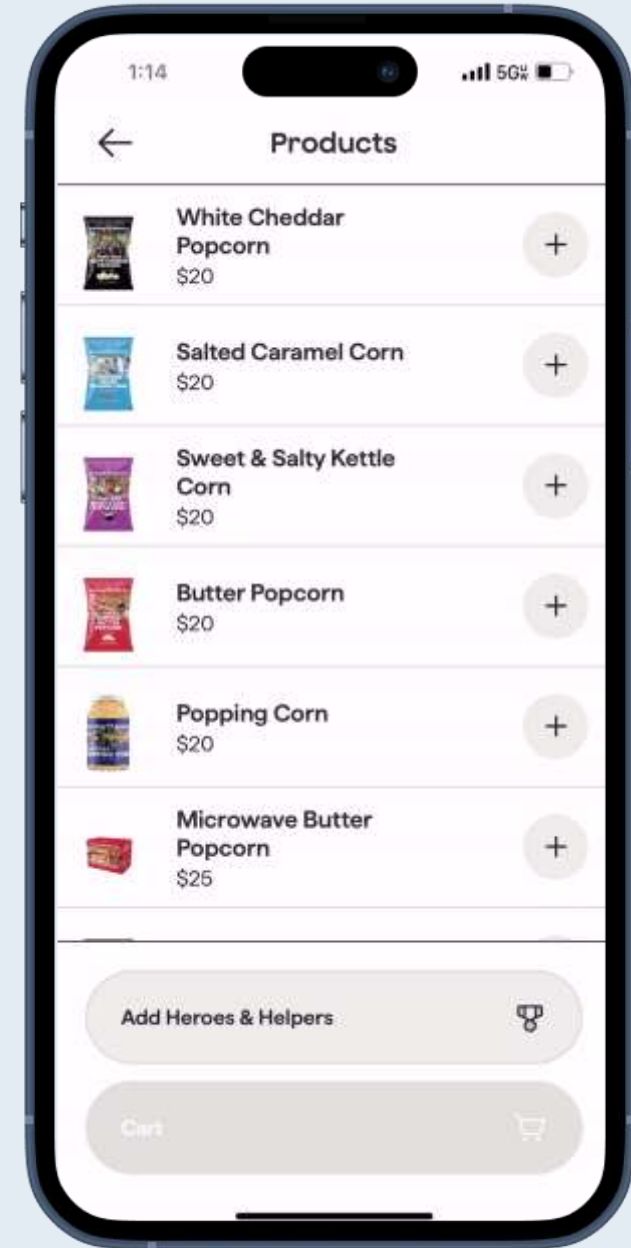 1:14
5G
Products
White Cheddar
Popcorn
$20
Salted Caramel Corn
$20
Sweet & Salty Kettle
Corn
$20
Butter Popcorn
$20
Popping Corn
$20
Microwave Butter
Popcorn
$25
Add Heroes & Helpers
Cart